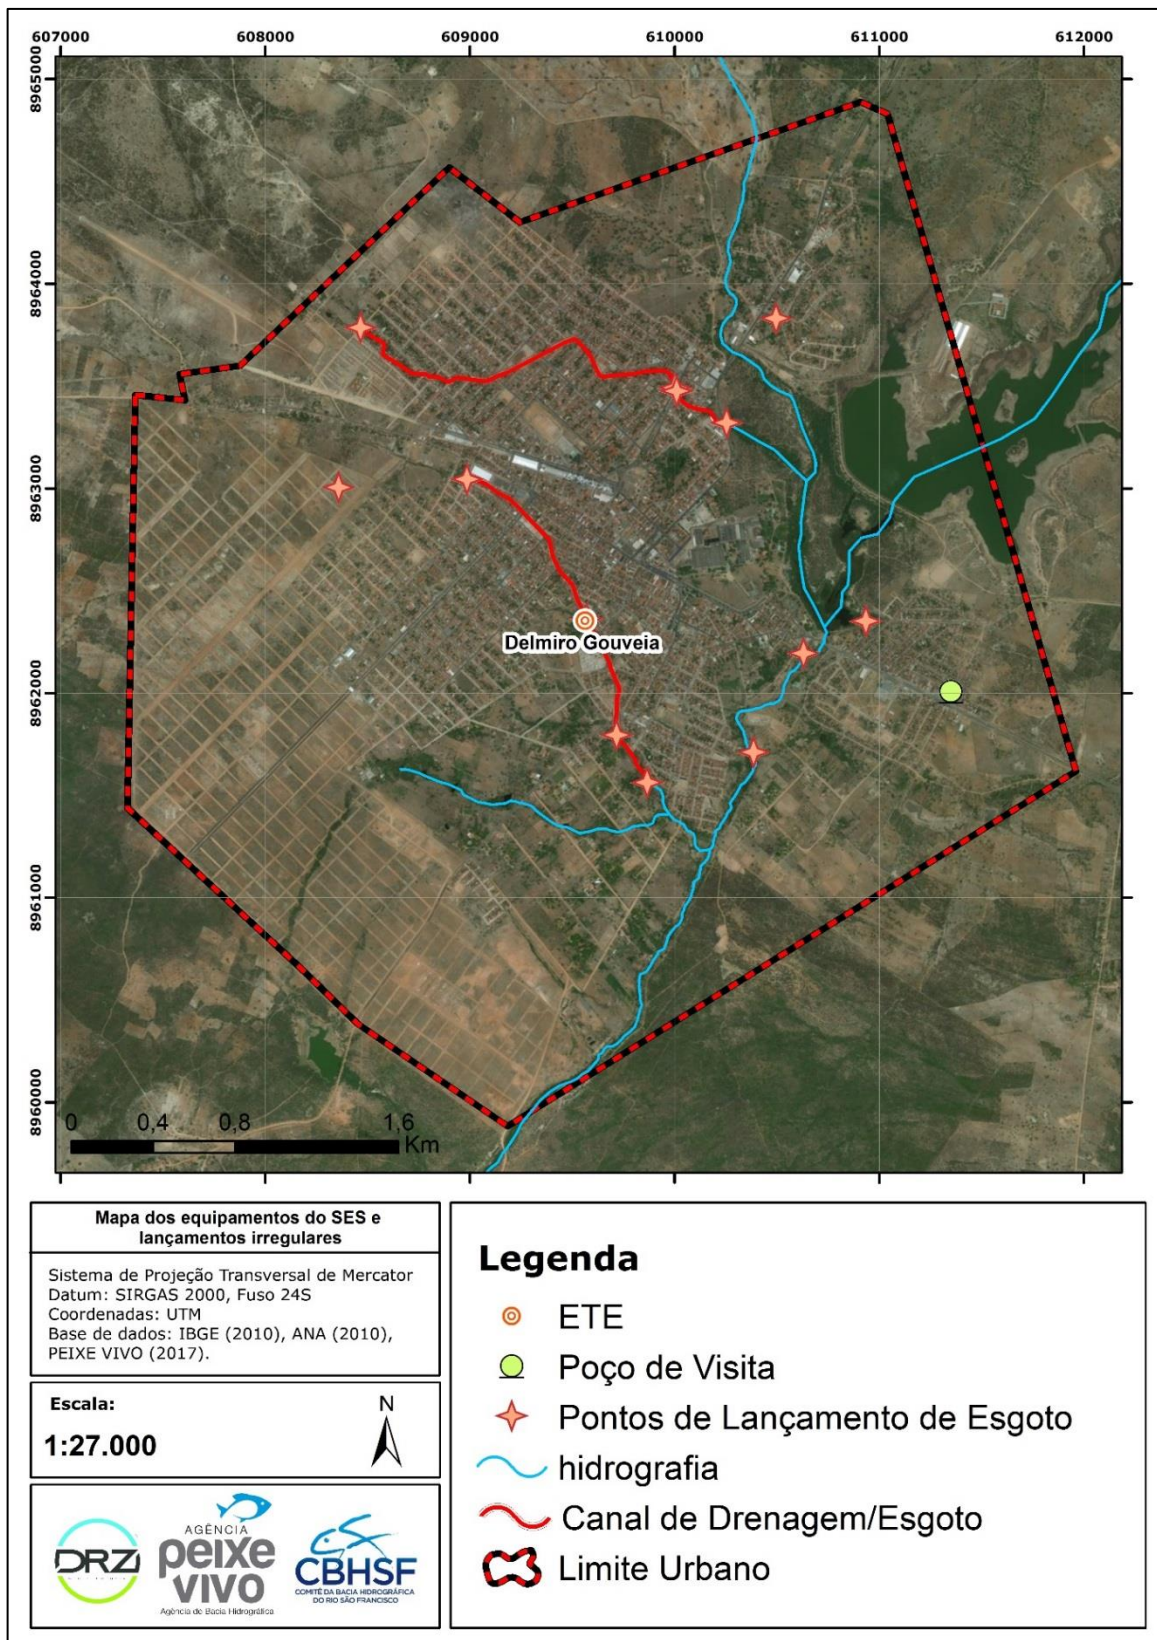 607000 608000 609000 610000 611000 612000
8965000
8964000
8963000
8962000
8961000
8960000
Delmiro Gouveia
0 0,4 0,8 1,6
Km
Mapa dos equipamentos do SES e
lançamentos irregulares
Sistema de Projeção Transversal de Mercator
Datum: SIRGAS 2000, Fuso 24S
Coordenadas: UTM
Base de dados: IBGE (2010), ANA (2010),
PEIXE VIVO (2017).
Escala:
1:27.000
N
DRZ
AGÊNCIA
peixe
vivo
Agência de Bacia Hidrográfica
CBHSF
COMITÊ DA BACIA HIDROGRÁFICA
DO RIO SÃO FRANCISCO
Legenda
ETE
Poço de Visita
Pontos de Lançamento de Esgoto
hidrografia
Canal de Drenagem/Esgoto
Limite Urbano